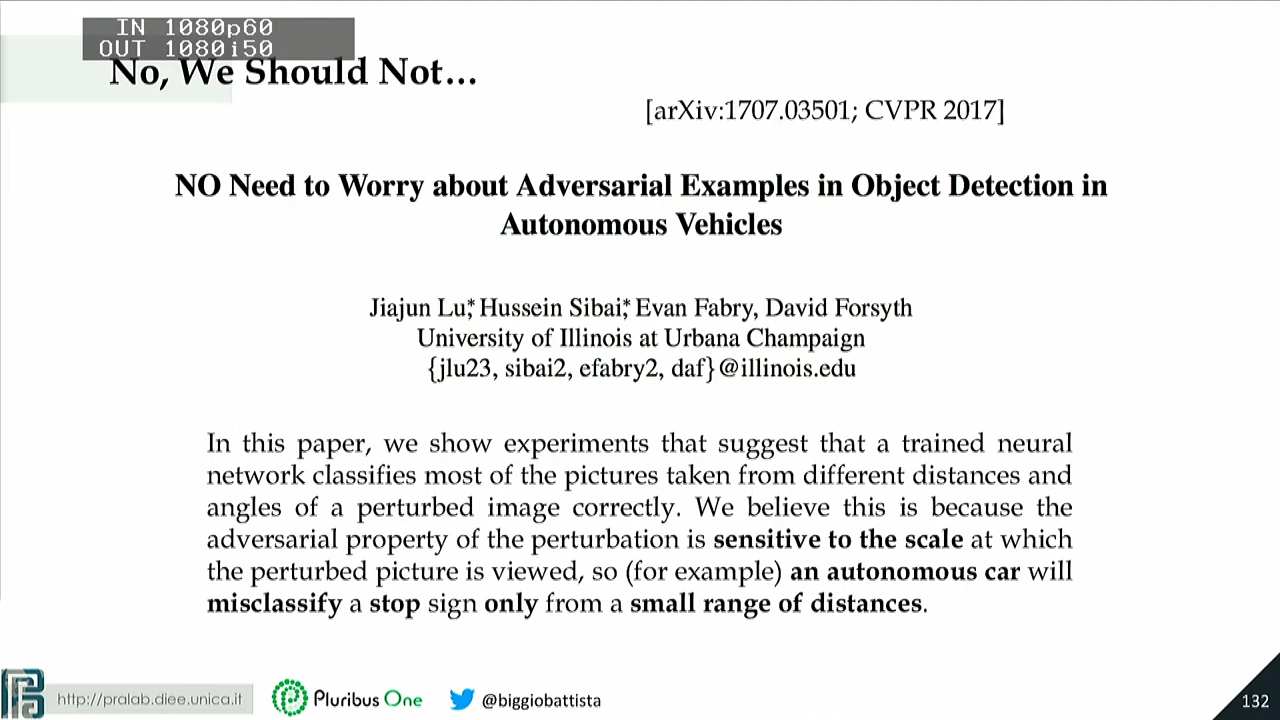 IN 1080p60
OUT 1080i50
No, We Should Not...
[arXiv:1707.03501; CVPR 2017]
NO Need to Worry about Adversarial Examples in Object Detection in
Autonomous Vehicles
Jiajun Lu*, Hussein Sibai*, Evan Fabry, David Forsyth
University of Illinois at Urbana Champaign
{jlu23, sibai2, efabry2, daf}@illinois.edu
In this paper, we show experiments that suggest that a trained neural
network classifies most of the pictures taken from different distances and
angles of a perturbed image correctly. We believe this is because the
adversarial property of the perturbation is sensitive to the scale at which
the perturbed picture is viewed, so (for example) an autonomous car will
misclassify a stop sign only from a small range of distances.
http://pralab.diee.unica.it
Pluribus One
@biggiobattista
132